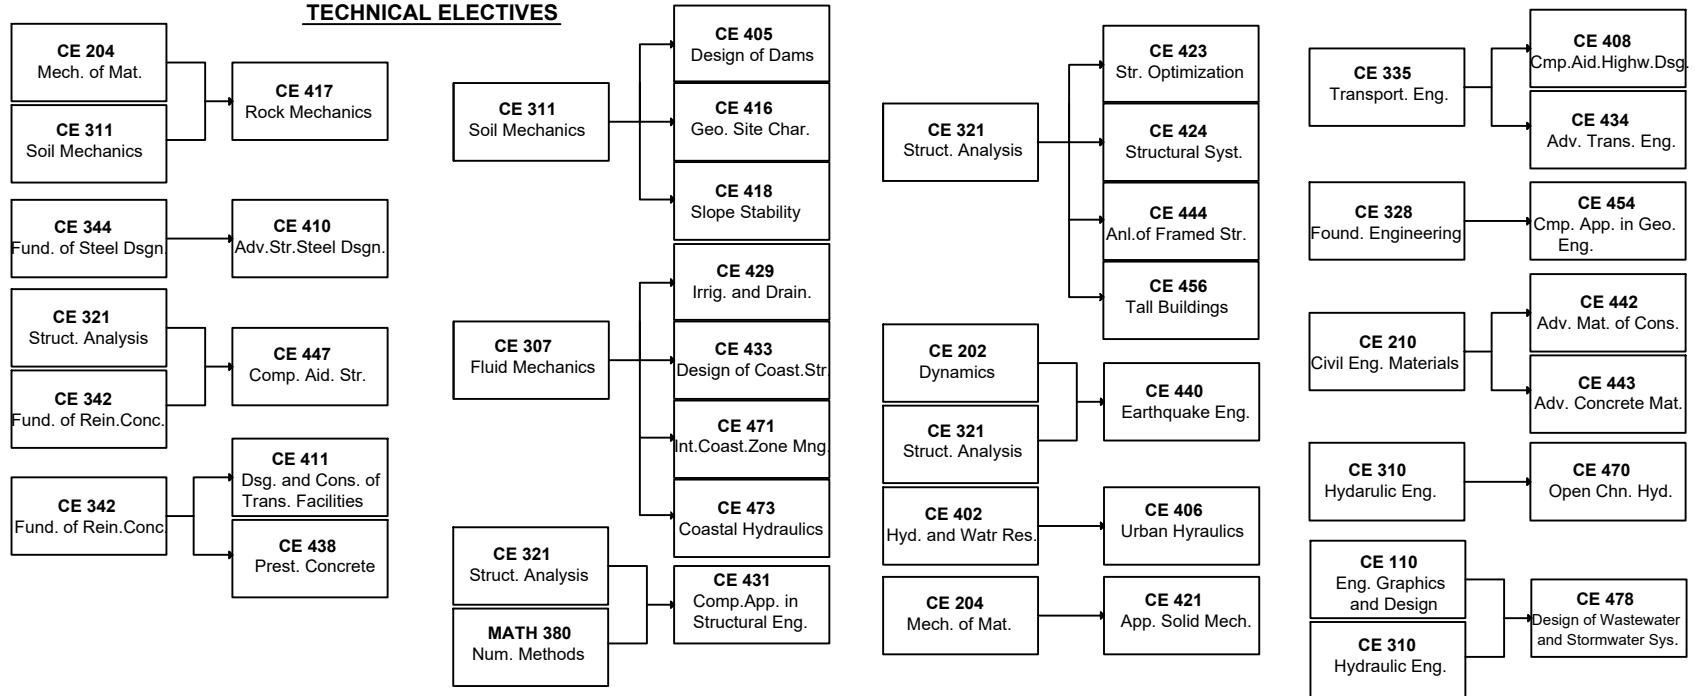 TECHNICAL ELECTIVES
CE 204
Mech. of Mat.
CE 311
Soil Mechanics
CE 417
Rock Mechanics
CE 344
Fund. of Steel Dsgn.
CE 410
Adv.Str.Steel Dsgn.
CE 321
Struct. Analysis
CE 342
Fund. of Rein.Conc.
CE 447
Comp. Aid. Str.
CE 342
Fund. of Rein.Conc.
CE 411
Dsg. and Cons. of
Trans. Facilities
CE 438
Prest. Concrete
CE 311
Soil Mechanics
CE 405
Design of Dams
CE 416
Geo. Site Char.
CE 418
Slope Stability
CE 307
Fluid Mechanics
CE 429
Irrig. and Drain.
CE 433
Design of Coast.Str.
CE 471
Int.Coast.Zone Mng.
CE 473
Coastal Hydraulics
CE 321
Struct. Analysis
MATH 380
Num. Methods
CE 431
Comp.App. in
Structural Eng.
CE 321
Struct. Analysis
CE 423
Str. Optimization
CE 424
Structural Syst.
CE 444
Anl.of Framed Str.
CE 456
Tall Buildings
CE 202
Dynamics
CE 321
Struct. Analysis
CE 440
Earthquake Eng.
CE 402
Hyd. and Watr Res.
CE 406
Urban Hyraulics
CE 204
Mech. of Mat.
CE 421
App. Solid Mech.
CE 335
Transport. Eng.
CE 408
Cmp.Aid.Highw.Dsg.
CE 434
Adv. Trans. Eng.
CE 328
Found. Engineering
CE 454
Cmp. App. in Geo.
Eng.
CE 210
Civil Eng. Materials
CE 442
Adv. Mat. of Cons.
CE 443
Adv. Concrete Mat.
CE 310
Hydarulic Eng.
CE 470
Open Chn. Hyd.
CE 110
Eng. Graphics
and Design
CE 310
Hydraulic Eng.
CE 478
Design of Wastewater
and Stormwater Sys.